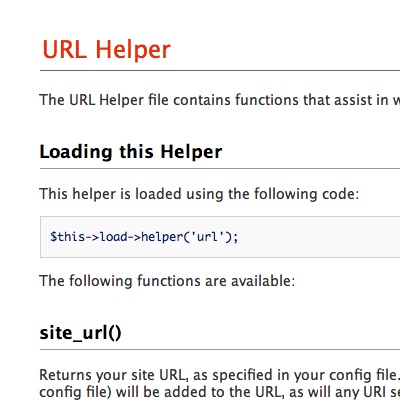 URL Helper
The URL Helper file contains functions that assist in
Loading this Helper
This helper is loaded using the following code:
$this->load->helper('url');
The following functions are available:
site_url()
Returns your site URL, as specified in your config file.
config file) will be added to the URL, as will any URI